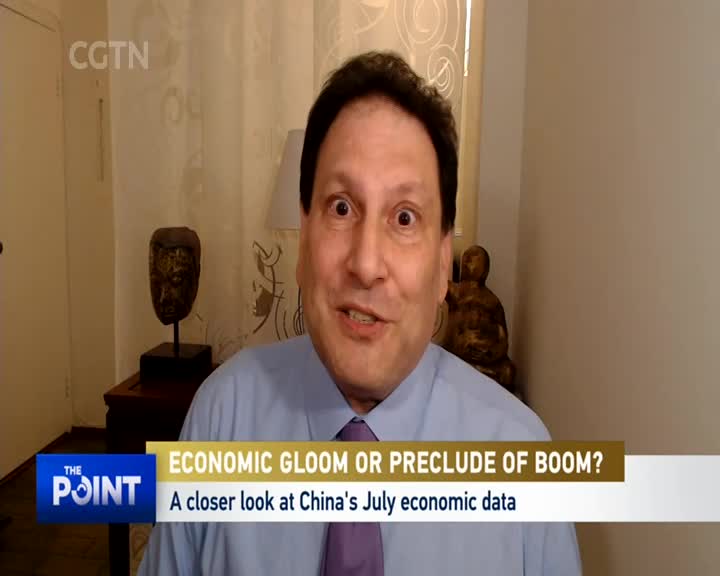 CGTN
THE
POINT
ECONOMIC GLOOM OR PRECLUDE OF BOOM?
A closer look at China's July economic data